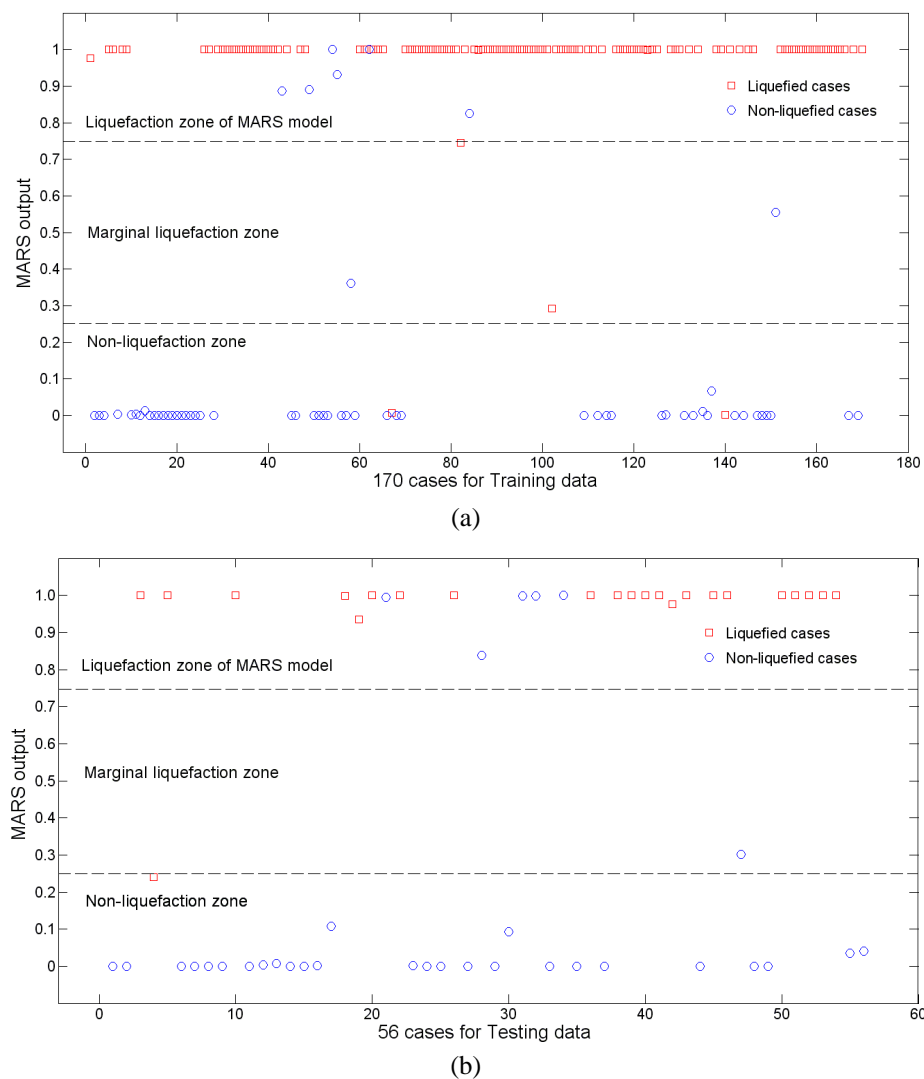 1
0.9
0.8
0.7
0.6
0.5
0.4
0.3
0.2
0.1
0
MARS output
Liquefied cases
Non-liquefied cases
Liquefaction zone of MARS model
Marginal liquefaction zone
Non-liquefaction zone
0 20 40 60 80 100 120 140 160 180
170 cases for Training data
(a)
1.0
0.9
0.8
0.7
0.6
0.5
0.4
0.3
0.2
0.1
0
MARS output
Liquefied cases
Non-liquefied cases
Liquefaction zone of MARS model
Marginal liquefaction zone
Non-liquefaction zone
0 10 20 30 40 50 60
56 cases for Testing data
(b)